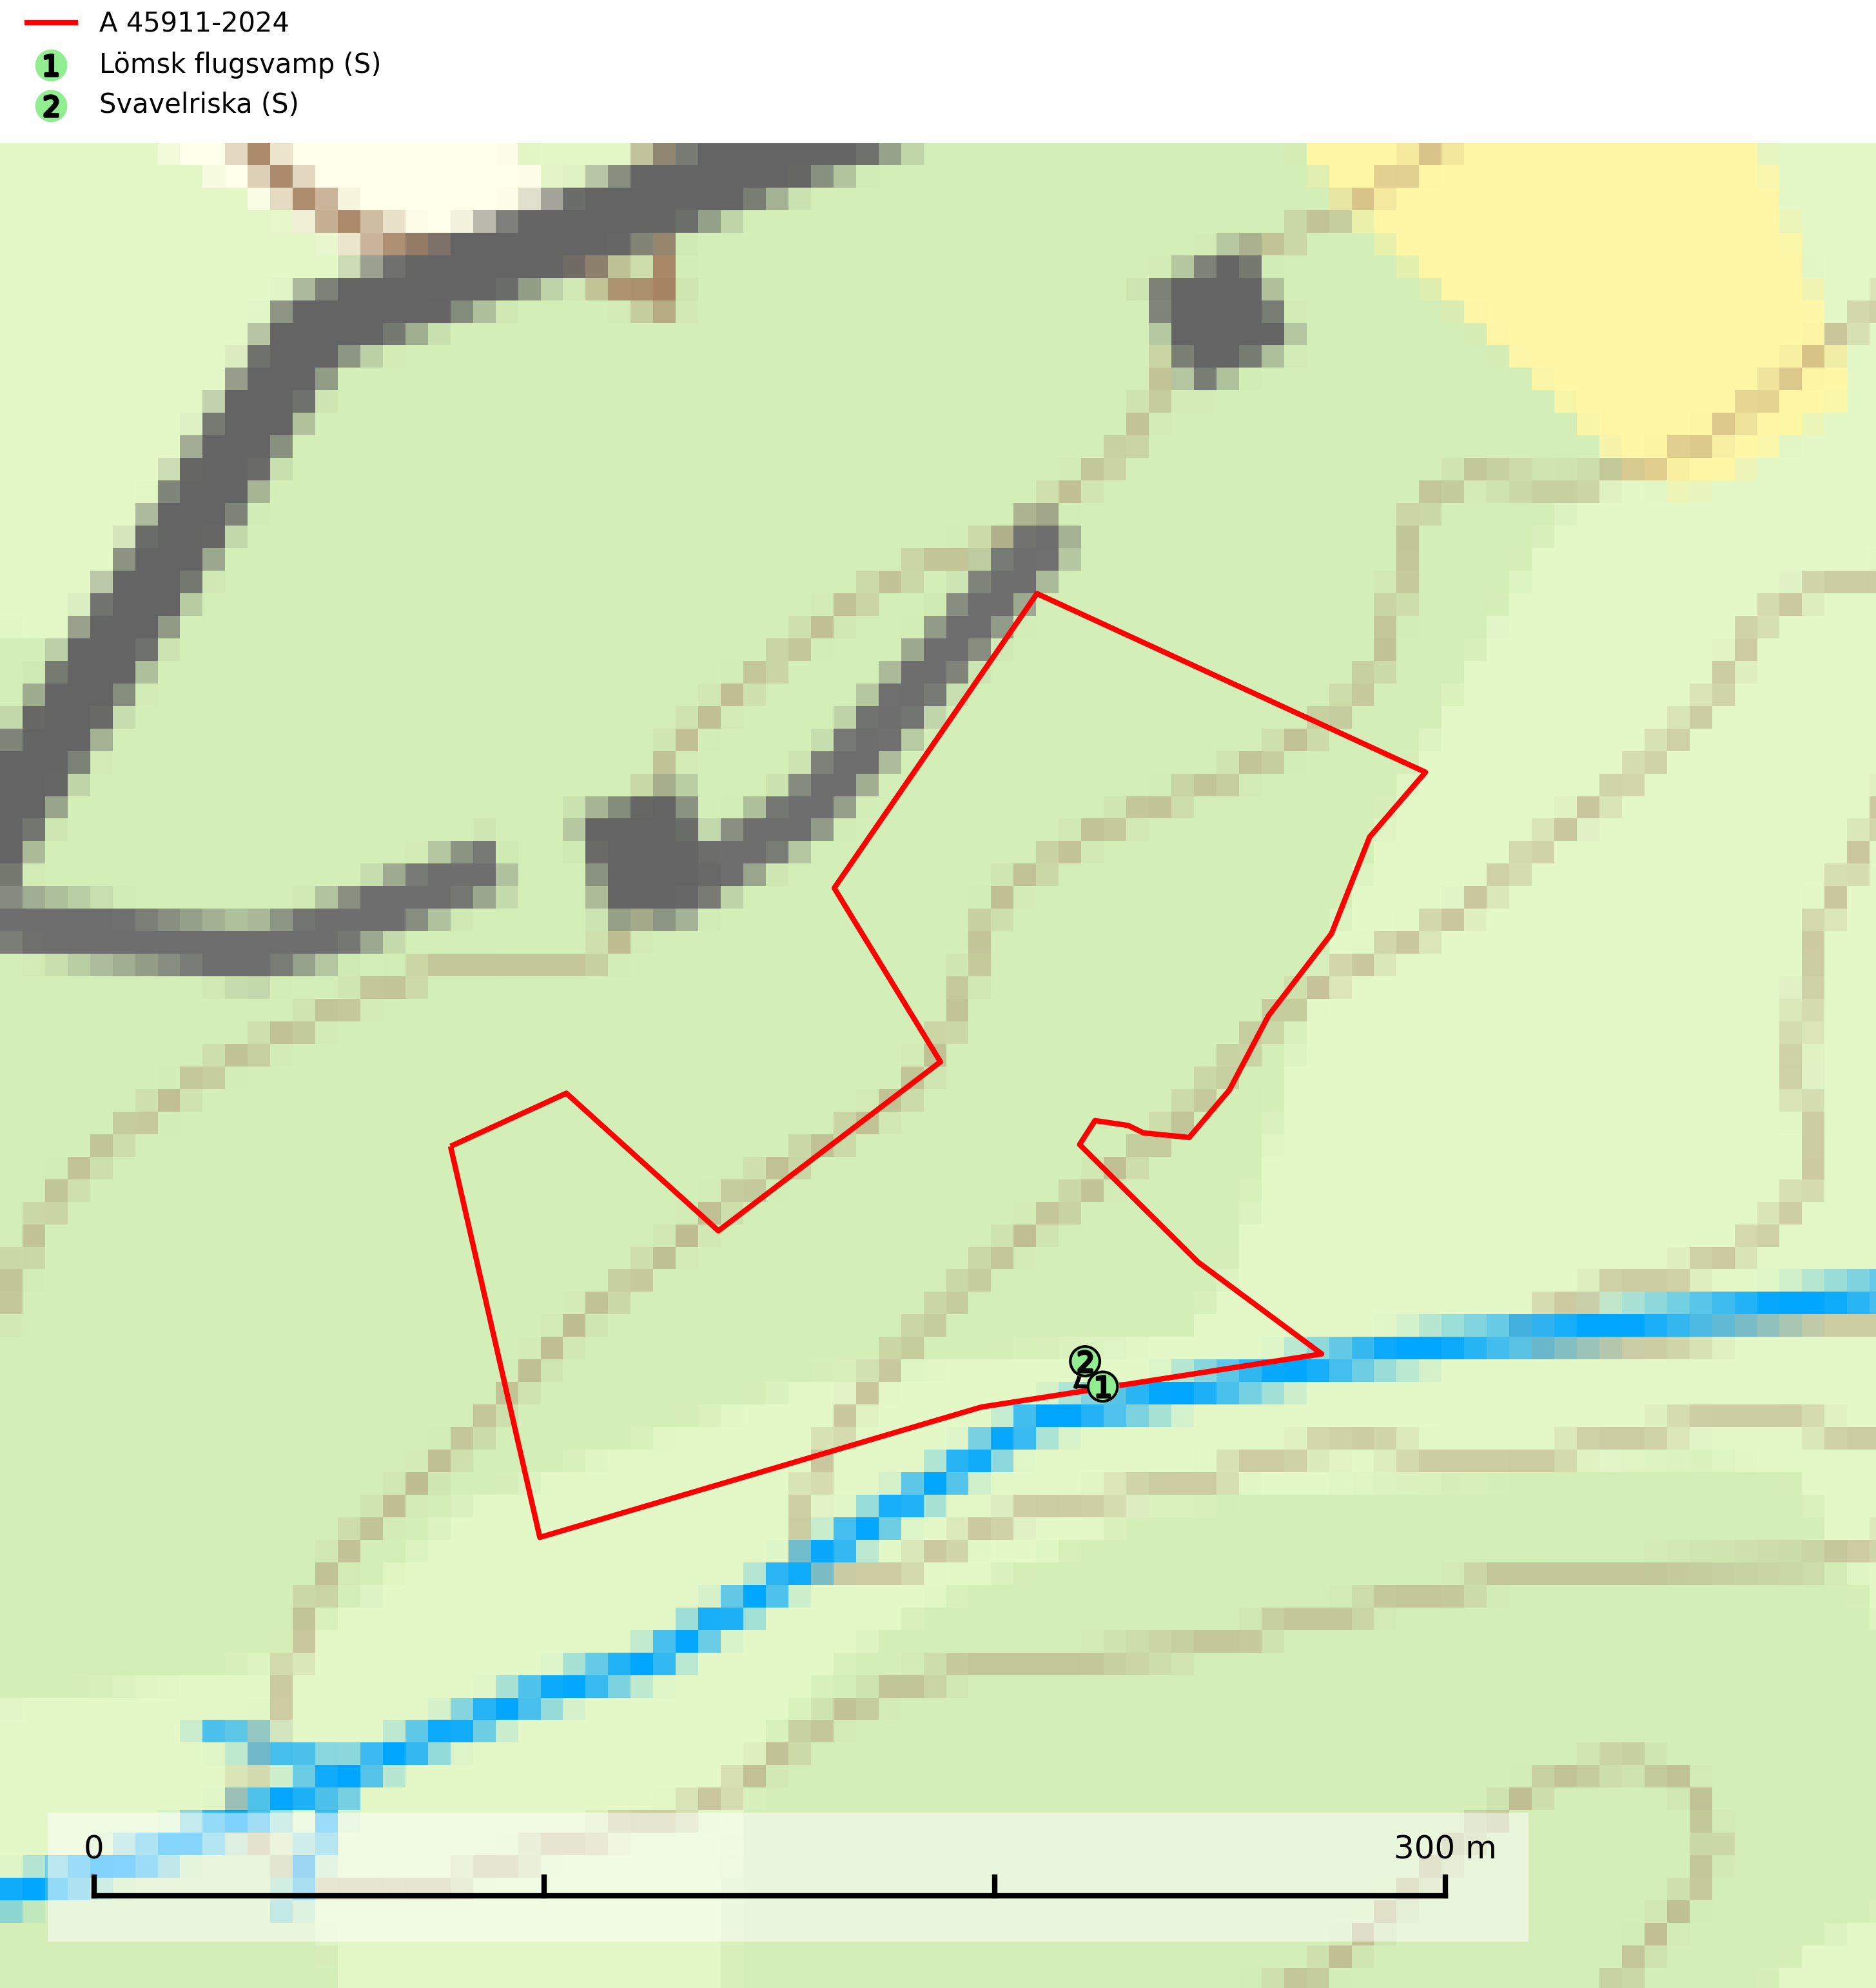 A 45911-2024
1 Lömsk flugsvamp (S)
2 Svavelriska (S)
2
1
0 300 m